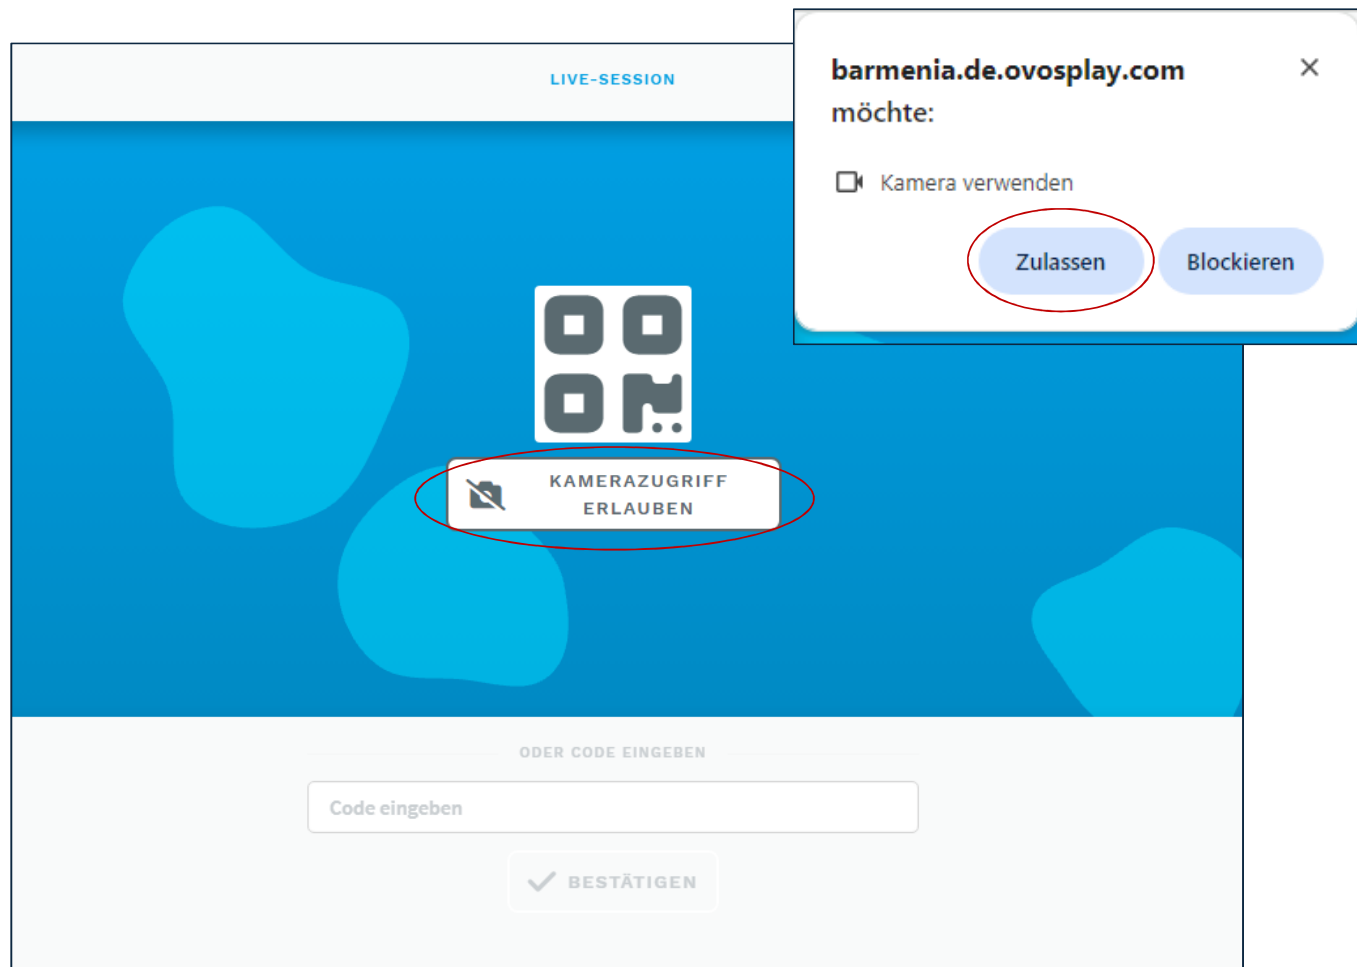 LIVE-SESSION
barmenia.de.ovosplay.com
möchte:
Kamera verwenden
Zulassen
Blockieren
KAMERAZUGRIFF
ERLAUBEN
ODER CODE EINGEBEN
Code eingeben
BESTÄTIGEN